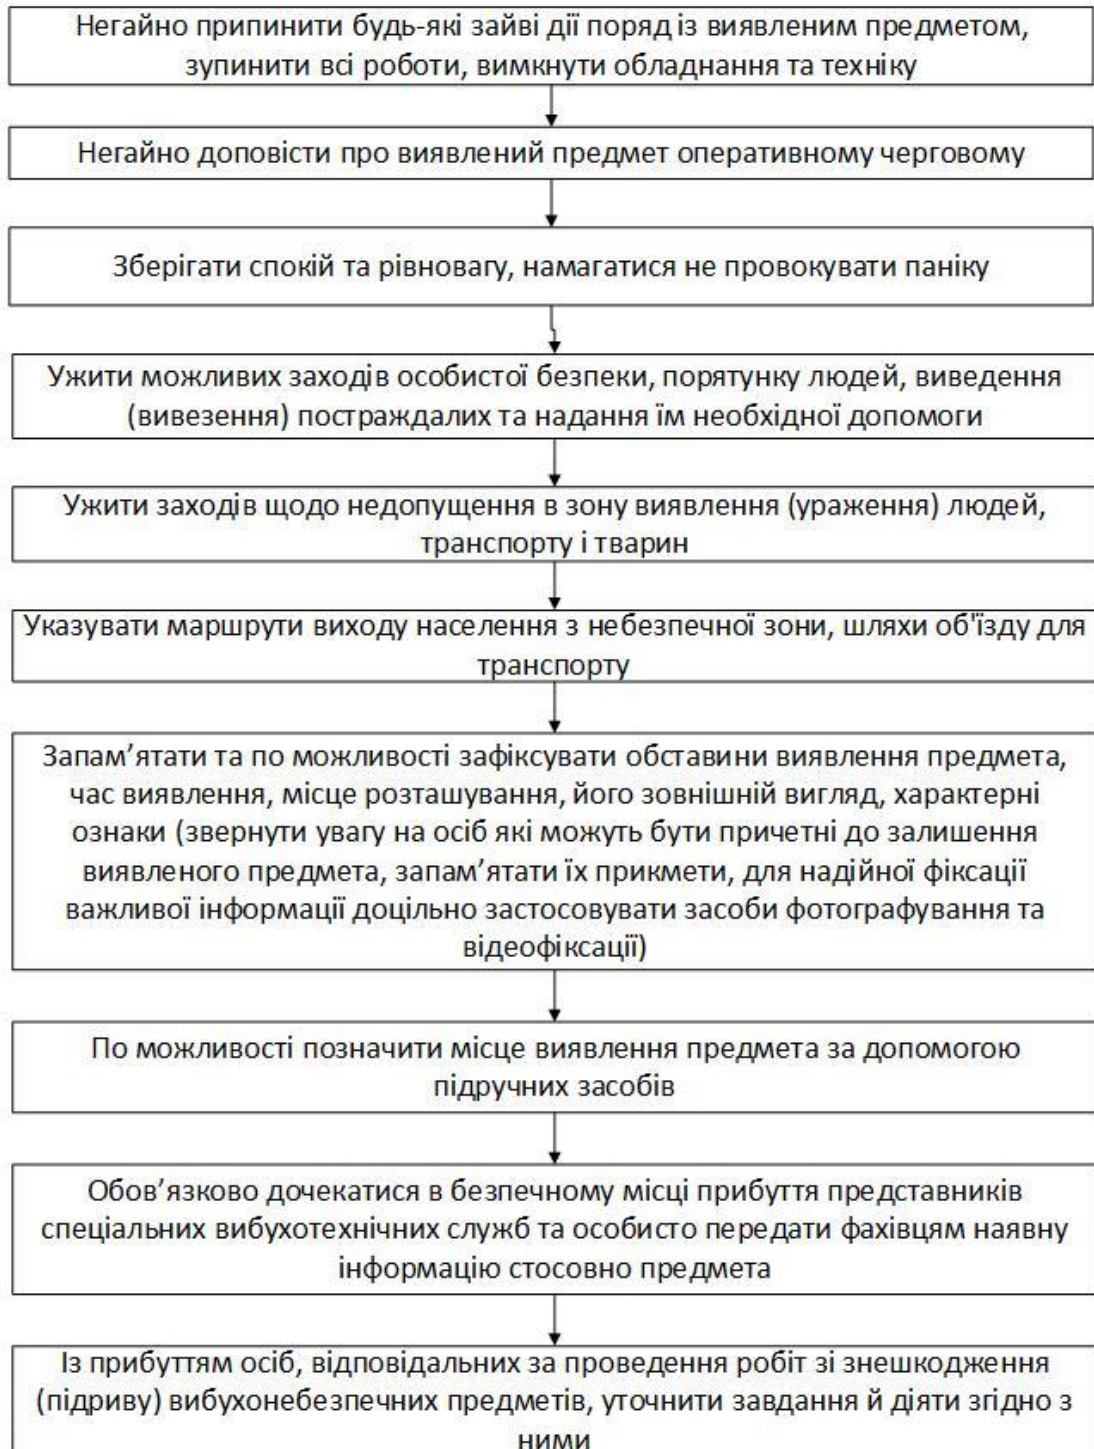 Негайно припинити будь-які зайві дії поряд із виявленим предметом,
зупинити всі роботи, вимкнути обладнання та техніку
Негайно доповісти про виявлений предмет оперативному черговому
Зберігати спокій та рівновагу, намагатися не провокувати паніку
Ужити можливих заходів особистої безпеки, порятунку людей, виведення
(вивезення) постраждалих та надання їм необхідної допомоги
Ужити заходів щодо недопущення в зону виявлення (ураження) людей,
транспорту і тварин
Указувати маршрути виходу населення з небезпечної зони, шляхи об'їзду для
транспорту
Запам’ятати та по можливості зафіксувати обставини виявлення предмета,
час виявлення, місце розташування, його зовнішній вигляд, характерні
ознаки (звернути увагу на осіб які можуть бути причетні до залишення
виявленого предмета, запам’ятати їх прикмети, для надійної фіксації
важливої інформації доцільно застосовувати засоби фотографування та
відеофіксації)
По можливості позначити місце виявлення предмета за допомогою
підручних засобів
Обов’язково дочекатися в безпечному місці прибуття представників
спеціальних вибухотехнічних служб та особисто передати фахівцям наявну
інформацію стосовно предмета
Із прибуттям осіб, відповідальних за проведення робіт зі знешкодження
(підриву) вибухонебезпечних предметів, уточнити завдання й діяти згідно з
ними